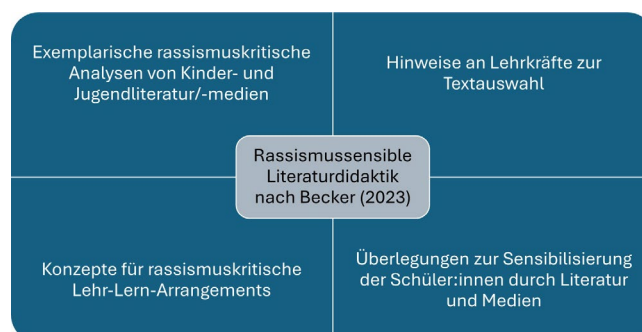 Exemplarische rassismuskritische
Analysen von Kinder- und
Jugendliteratur/-medien
Hinweise an Lehrkräfte zur
Textauswahl
Rassismussensible
Literaturdidaktik
nach Becker (2023)
Konzepte für rassismuskritische
Lehr-Lern-Arrangements
Überlegungen zur Sensibilisierung
der Schüler:innen durch Literatur
und Medien